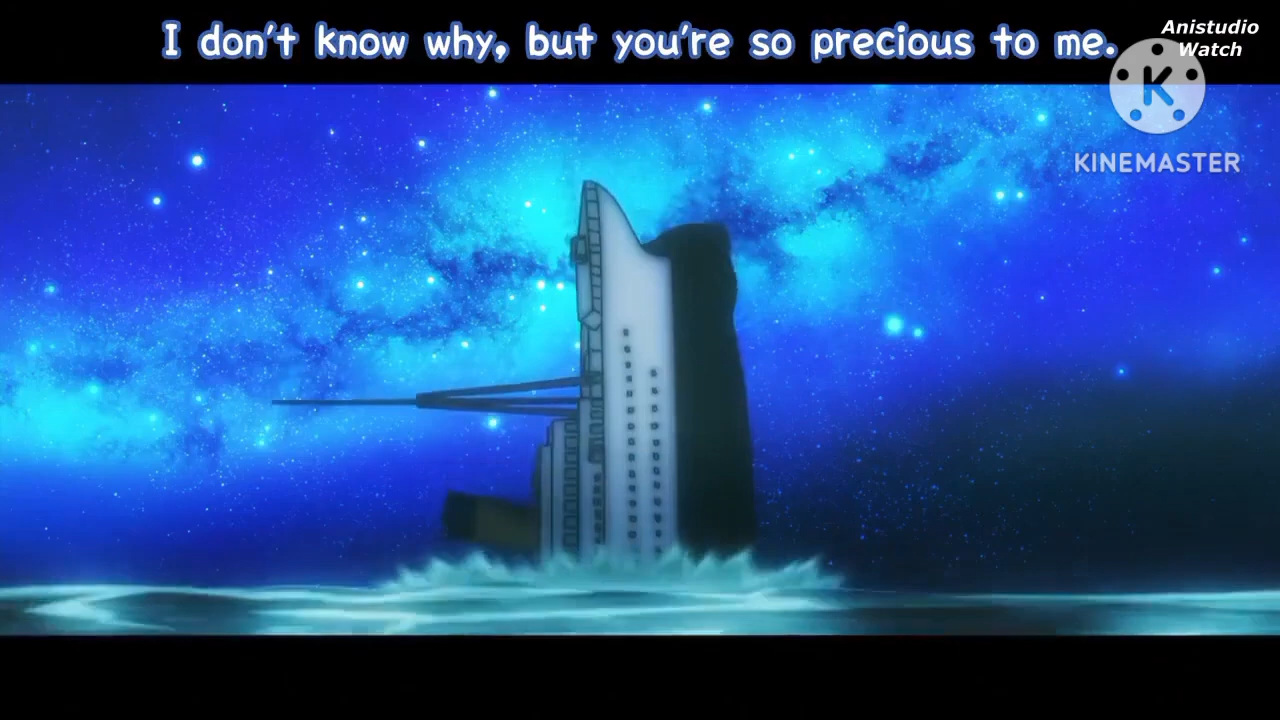 I don't know why, but you're so precious to me.
Anistudio
Watch
K
KINEMASTER